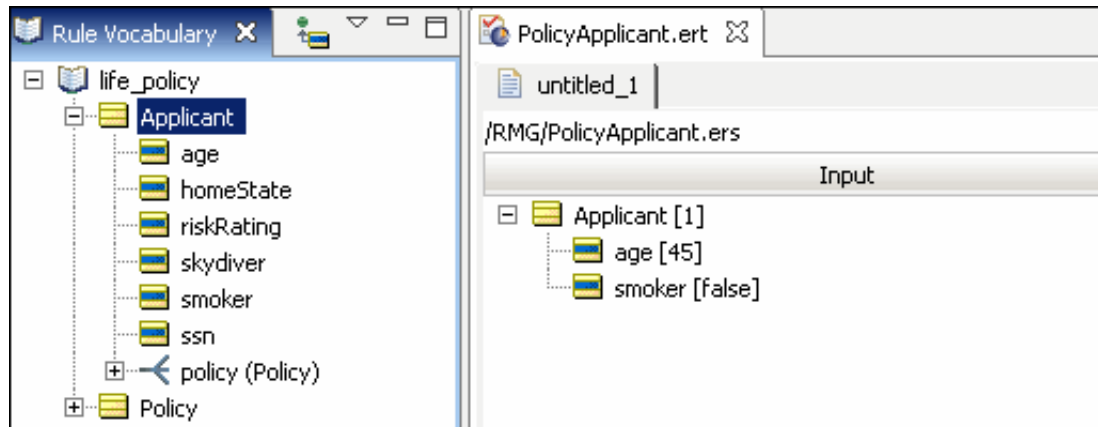 Rule Vocabulary
life_policy
Applicant
age
homeState
riskRating
skydiver
smoker
ssn
policy (Policy)
Policy
PolicyApplicant.ert
untitled_1
/RMG/PolicyApplicant.ers
Input
Applicant [1]
age [45]
smoker [false]